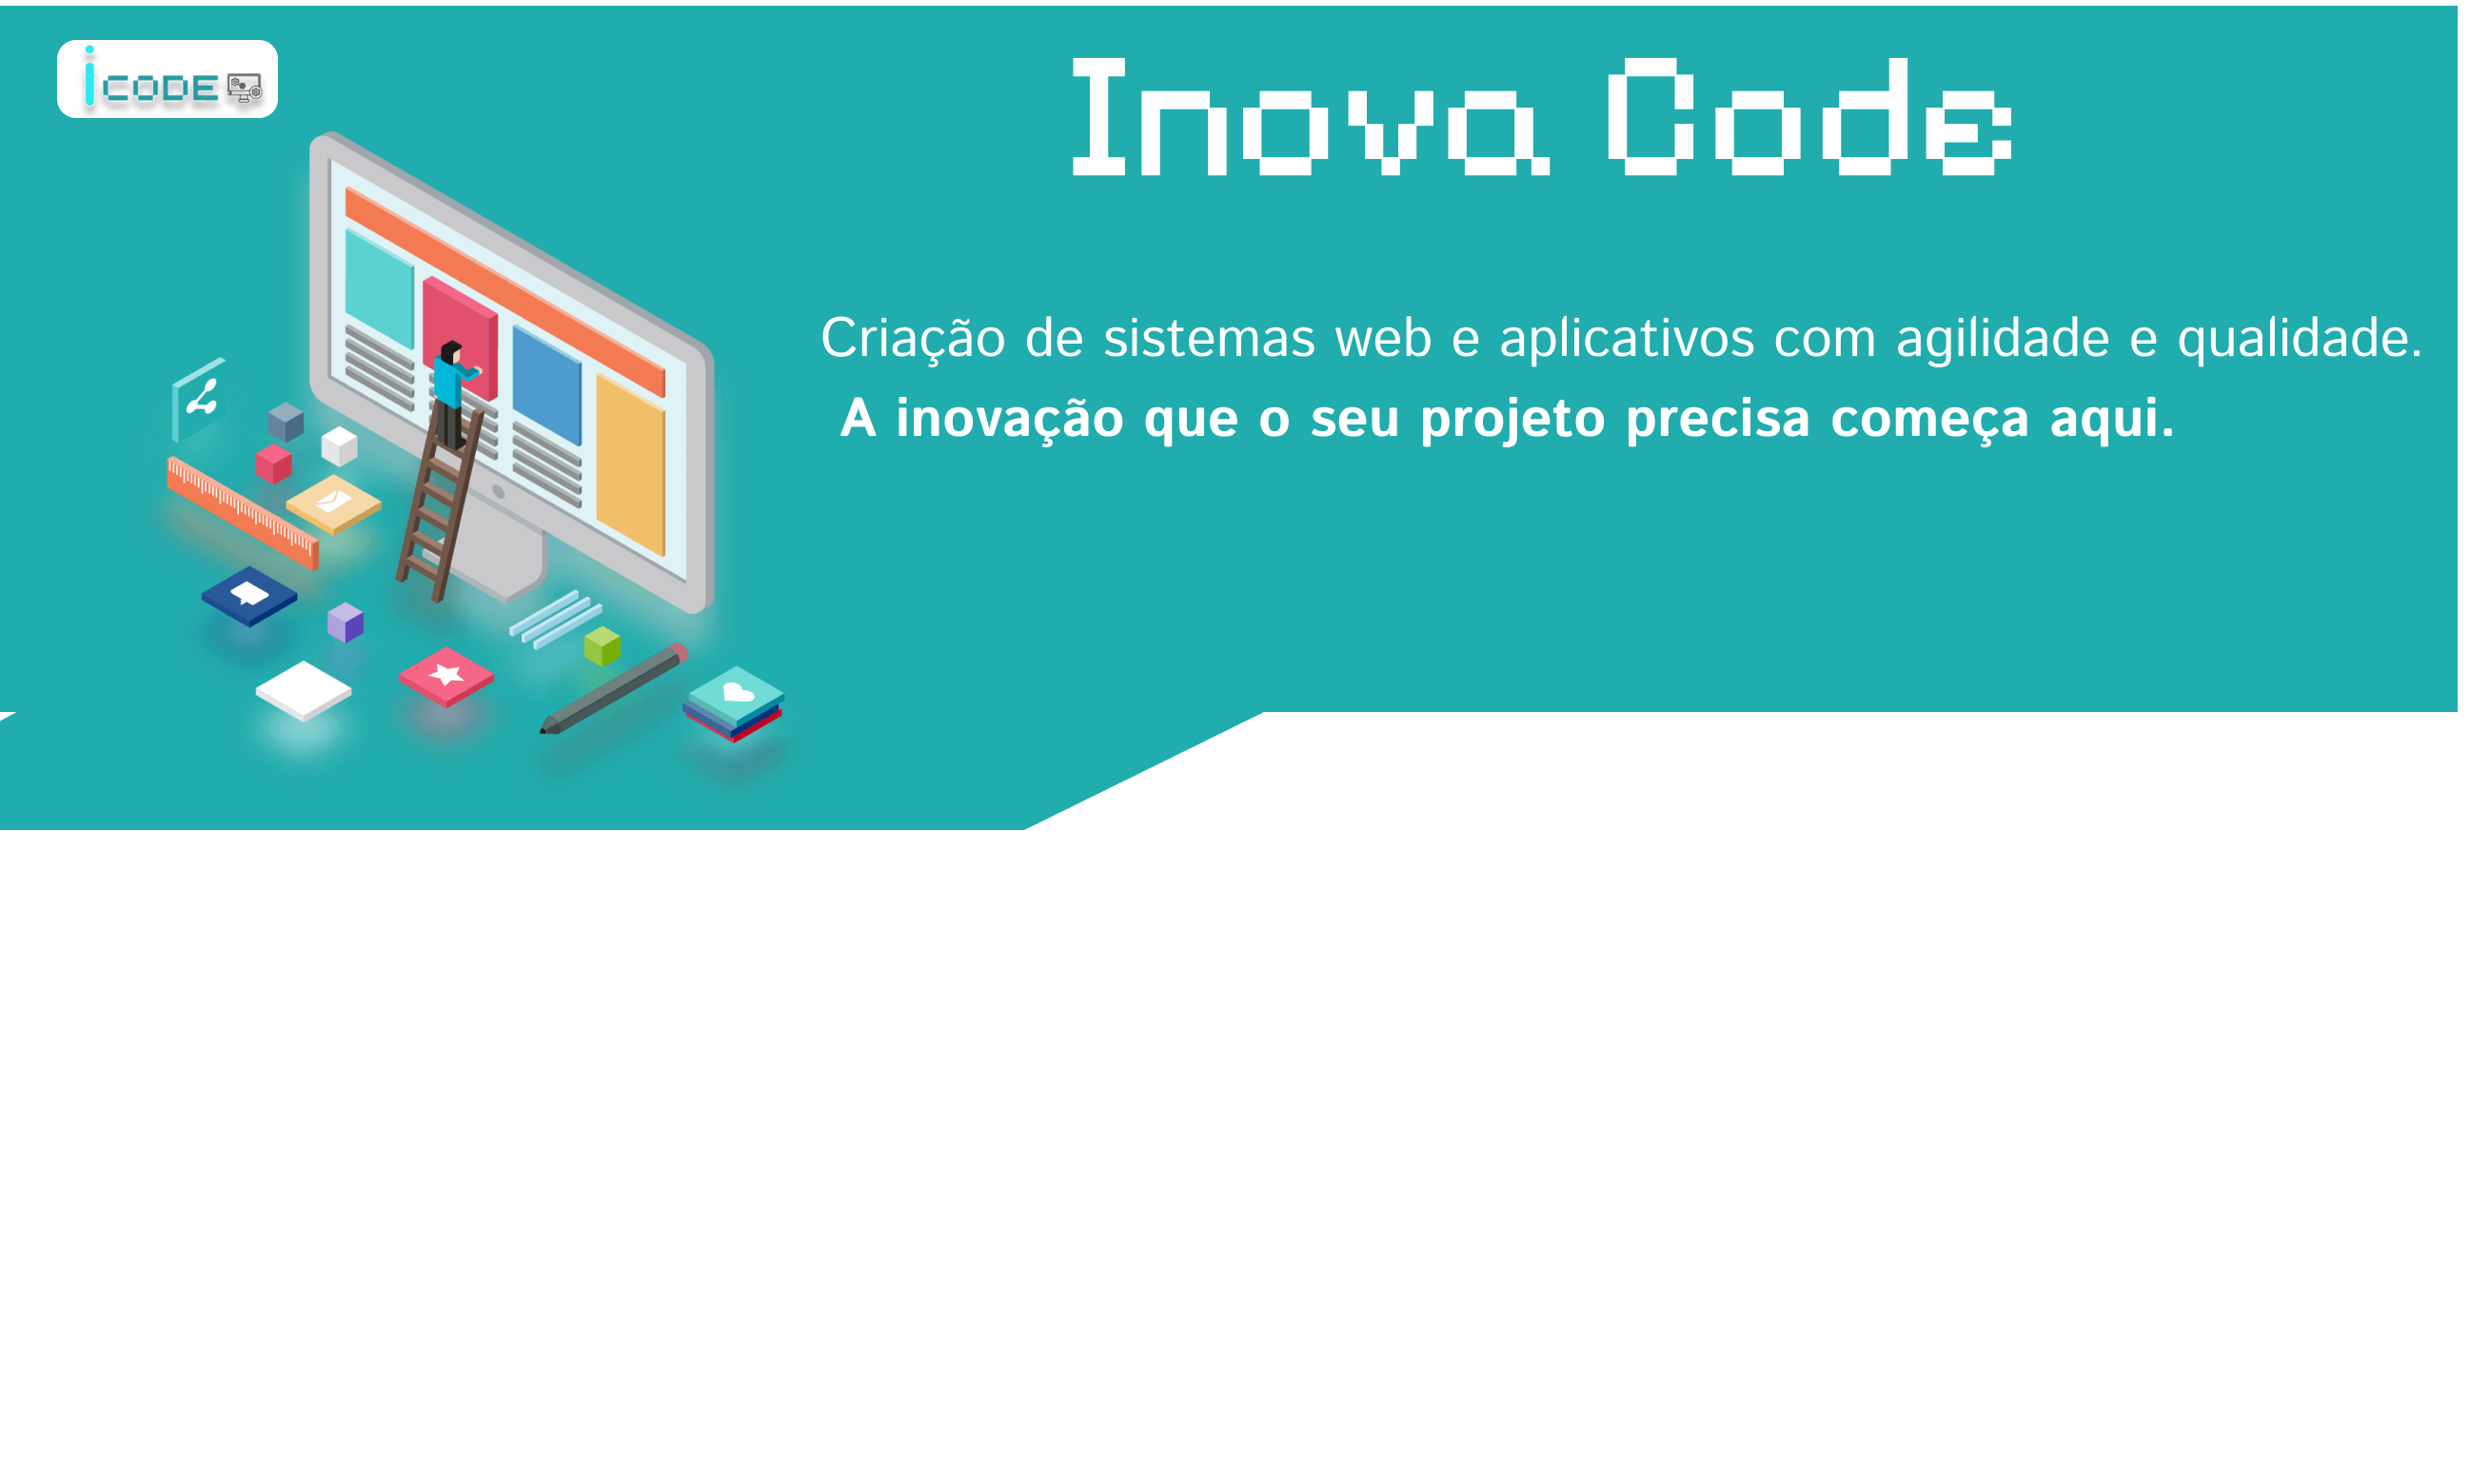 iCODE
Inova Code
Criação de sistemas web e aplicativos com agilidade e qualidade.
A inovação que o seu projeto precisa começa aqui.